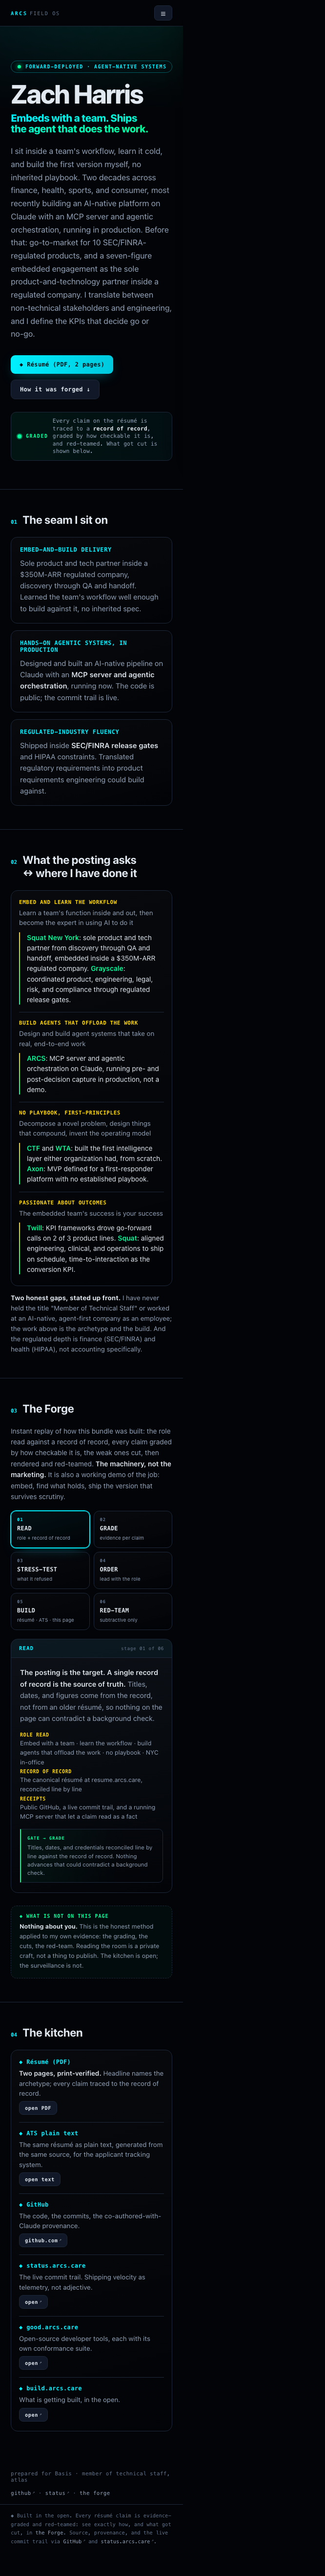 ARCS FIELD OS
≡
FORWARD-DEPLOYED · AGENT-NATIVE SYSTEMS
Zach Harris
Embeds with a team. Ships
the agent that does the work.
I sit inside a team's workflow, learn it cold,
and build the first version myself, no
inherited playbook. Two decades across
finance, health, sports, and consumer, most
recently building an AI-native platform on
Claude with an MCP server and agentic
orchestration, running in production. Before
that: go-to-market for 10 SEC/FINRA-
regulated products, and a seven-figure
embedded engagement as the sole
product-and-technology partner inside a
regulated company. I translate between
non-technical stakeholders and engineering,
and I define the KPIs that decide go or
no-go.
◆ Résumé (PDF, 2 pages)
How it was forged ↓
GRADED
Every claim on the résumé is
traced to a record of record,
graded by how checkable it is,
and red-teamed. What got cut is
shown below.
01 The seam I sit on
EMBED-AND-BUILD DELIVERY
Sole product and tech partner inside a
$350M-ARR regulated company,
discovery through QA and handoff.
Learned the team's workflow well enough
to build against it, no inherited spec.
HANDS-ON AGENTIC SYSTEMS, IN
PRODUCTION
Designed and built an AI-native pipeline on
Claude with an MCP server and agentic
orchestration, running now. The code is
public; the commit trail is live.
REGULATED-INDUSTRY FLUENCY
Shipped inside SEC/FINRA release gates
and HIPAA constraints. Translated
regulatory requirements into product
requirements engineering could build
against.
02 What the posting asks
↔ where I have done it
EMBED AND LEARN THE WORKFLOW
Learn a team's function inside and out, then
become the expert in using AI to do it
Squat New York: sole product and tech
partner from discovery through QA and
handoff, embedded inside a $350M-ARR
regulated company. Grayscale:
coordinated product, engineering, legal,
risk, and compliance through regulated
release gates.
BUILD AGENTS THAT OFFLOAD THE WORK
Design and build agent systems that take on
real, end-to-end work
ARCS: MCP server and agentic
orchestration on Claude, running pre- and
post-decision capture in production, not a
demo.
NO PLAYBOOK, FIRST-PRINCIPLES
Decompose a novel problem, design things
that compound, invent the operating model
CTF and WTA: built the first intelligence
layer either organization had, from scratch.
Axon: MVP defined for a first-responder
platform with no established playbook.
PASSIONATE ABOUT OUTCOMES
The embedded team's success is your success
Twill: KPI frameworks drove go-forward
calls on 2 of 3 product lines. Squat: aligned
engineering, clinical, and operations to ship
on schedule, time-to-interaction as the
conversion KPI.
Two honest gaps, stated up front. I have never
held the title "Member of Technical Staff" or worked
at an AI-native, agent-first company as an employee;
the work above is the archetype and the build. And
the regulated depth is finance (SEC/FINRA) and
health (HIPAA), not accounting specifically.
03 The Forge
Instant replay of how this bundle was built: the role
read against a record of record, every claim graded
by how checkable it is, the weak ones cut, then
rendered and red-teamed. The machinery, not the
marketing. It is also a working demo of the job:
embed, find what holds, ship the version that
survives scrutiny.
01
READ
role + record of record
02
GRADE
evidence per claim
03
STRESS-TEST
what it refused
04
ORDER
lead with the role
05
BUILD
résumé · ATS · this page
06
RED-TEAM
subtractive only
READ stage 01 of 06
The posting is the target. A single record
of record is the source of truth. Titles,
dates, and figures come from the record,
not from an older résumé, so nothing on the
page can contradict a background check.
ROLE READ
Embed with a team · learn the workflow · build
agents that offload the work · no playbook · NYC
in-office
RECORD OF RECORD
The canonical résumé at resume.arcs.care,
reconciled line by line
RECEIPTS
Public GitHub, a live commit trail, and a running
MCP server that let a claim read as a fact
GATE → GRADE
Titles, dates, and credentials reconciled line by
line against the record of record. Nothing
advances that could contradict a background
check.
◆ WHAT IS NOT ON THIS PAGE
Nothing about you. This is the honest method
applied to my own evidence: the grading, the
cuts, the red-team. Reading the room is a private
craft, not a thing to publish. The kitchen is open;
the surveillance is not.
04 The kitchen
◆ Résumé (PDF)
Two pages, print-verified. Headline names the
archetype; every claim traced to the record of
record.
open PDF
◆ ATS plain text
The same résumé as plain text, generated from
the same source, for the applicant tracking
system.
open text
◆ GitHub
The code, the commits, the co-authored-with-
Claude provenance.
github.com
◆ status.arcs.care
The live commit trail. Shipping velocity as
telemetry, not adjective.
open
◆ good.arcs.care
Open-source developer tools, each with its
own conformance suite.
open
◆ build.arcs.care
What is getting built, in the open.
open
prepared for Basis · member of technical staff,
atlas
github · status · the forge
◆ Built in the open. Every résumé claim is evidence-
graded and red-teamed: see exactly how, and what got
cut, in the Forge. Source, provenance, and the live
commit trail via GitHub and status.arcs.care.